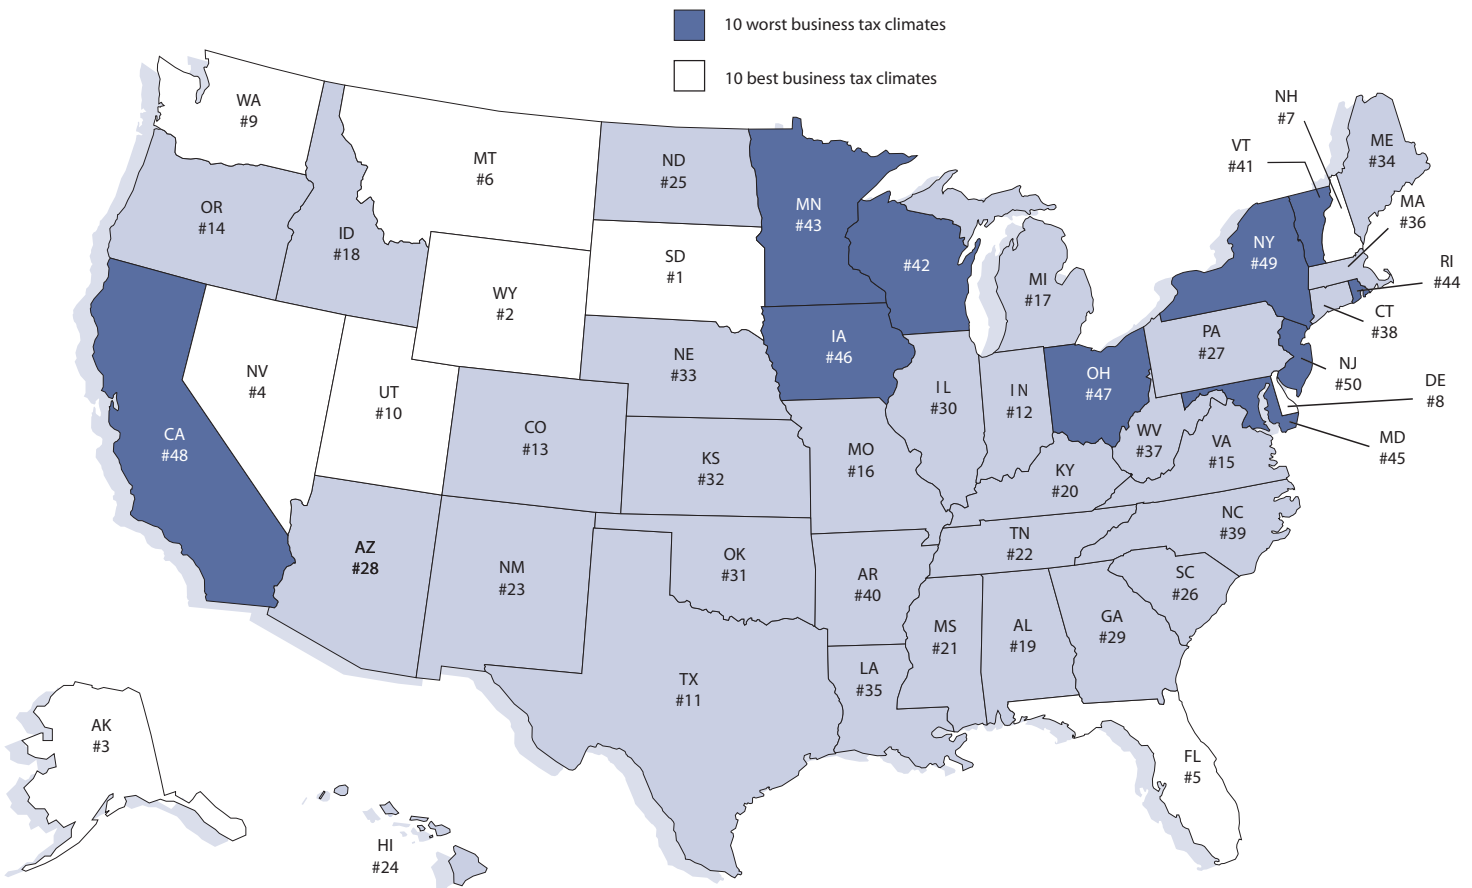 10 worst business tax climates
10 best business tax climates
WA
#9
OR
#14
CA
#48
ID
#18
NV
#4
MT
#6
WY
#2
UT
#10
AZ
#28
CO
#13
NM
#23
ND
#25
SD
#1
NE
#33
KS
#32
OK
#31
TX
#11
MN
#43
IA
#46
MO
#16
AR
#40
LA
#35
#42
IL
#30
MI
#17
IN
#12
OH
#47
KY
#20
TN
#22
MS
#21
AL
#19
GA
#29
FL
#5
SC
#26
NC
#39
VA
#15
WV
#37
PA
#27
NY
#49
VT
#41
NH
#7
ME
#34
MA
#36
RI
#44
CT
#38
NJ
#50
DE
#8
MD
#45
AK
#3
HI
#24